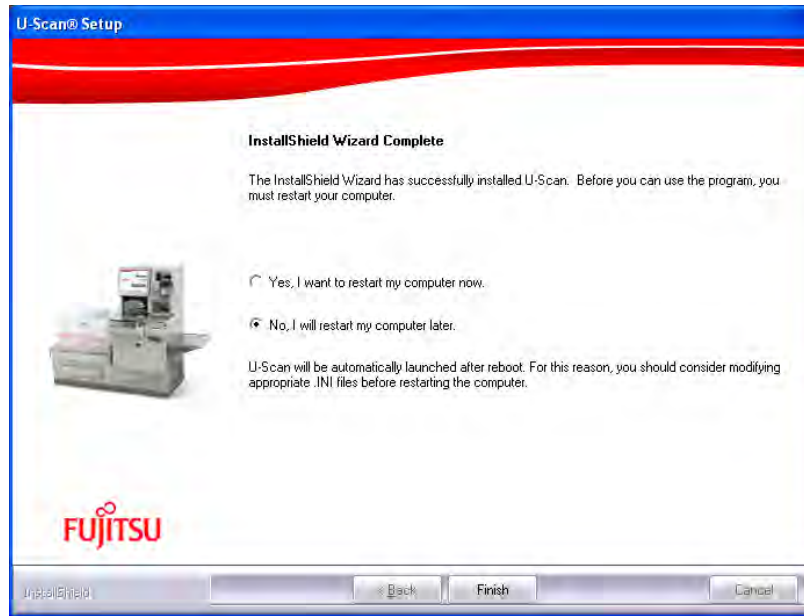 U-Scan® Setup
InstallShield Wizard Complete
The InstallShield Wizard has successfully installed U-Scan. Before you can use the program, you
must restart your computer.
Yes, I want to restart my computer now.
No, I will restart my computer later.
U-Scan will be automatically launched after reboot. For this reason, you should consider modifying
appropriate .INI files before restarting the computer.
FUJITSU
InstallShield
< Back
Finish
Cancel